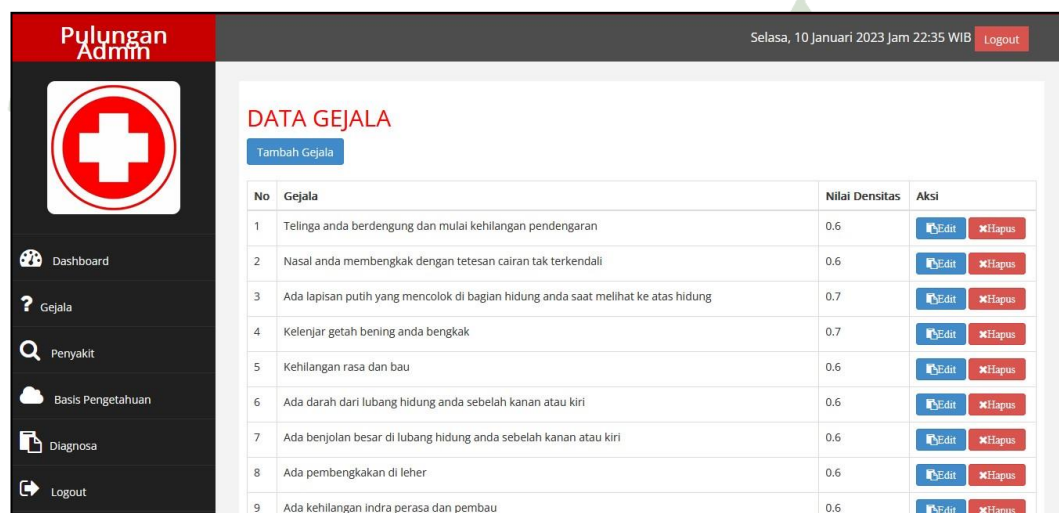 Pulungan
Admin
Selasa, 10 Januari 2023 Jam 22:35 WIB Logout
DATA GEJALA
Tambah Gejala
No Gejala Nilai Densitas Aksi
1 Telinga anda berdengung dan mulai kehilangan pendengaran 0.6 Edit Hapus
2 Nasal anda membengkak dengan tetesan cairan tak terkendali 0.6 Edit Hapus
3 Ada lapisan putih yang mencolok di bagian hidung anda saat melihat ke atas hidung 0.7 Edit Hapus
4 Kelenjar getah bening anda bengkak 0.7 Edit Hapus
5 Kehilangan rasa dan bau 0.6 Edit Hapus
6 Ada darah dari lubang hidung anda sebelah kanan atau kiri 0.6 Edit Hapus
7 Ada benjolan besar di lubang hidung anda sebelah kanan atau kiri 0.6 Edit Hapus
8 Ada pembengkakan di leher 0.6 Edit Hapus
9 Ada kehilangan indra perasa dan pembau 0.6 Edit Hapus
Dashboard
Gejala
Penyakit
Basis Pengetahuan
Diagnosa
Logout